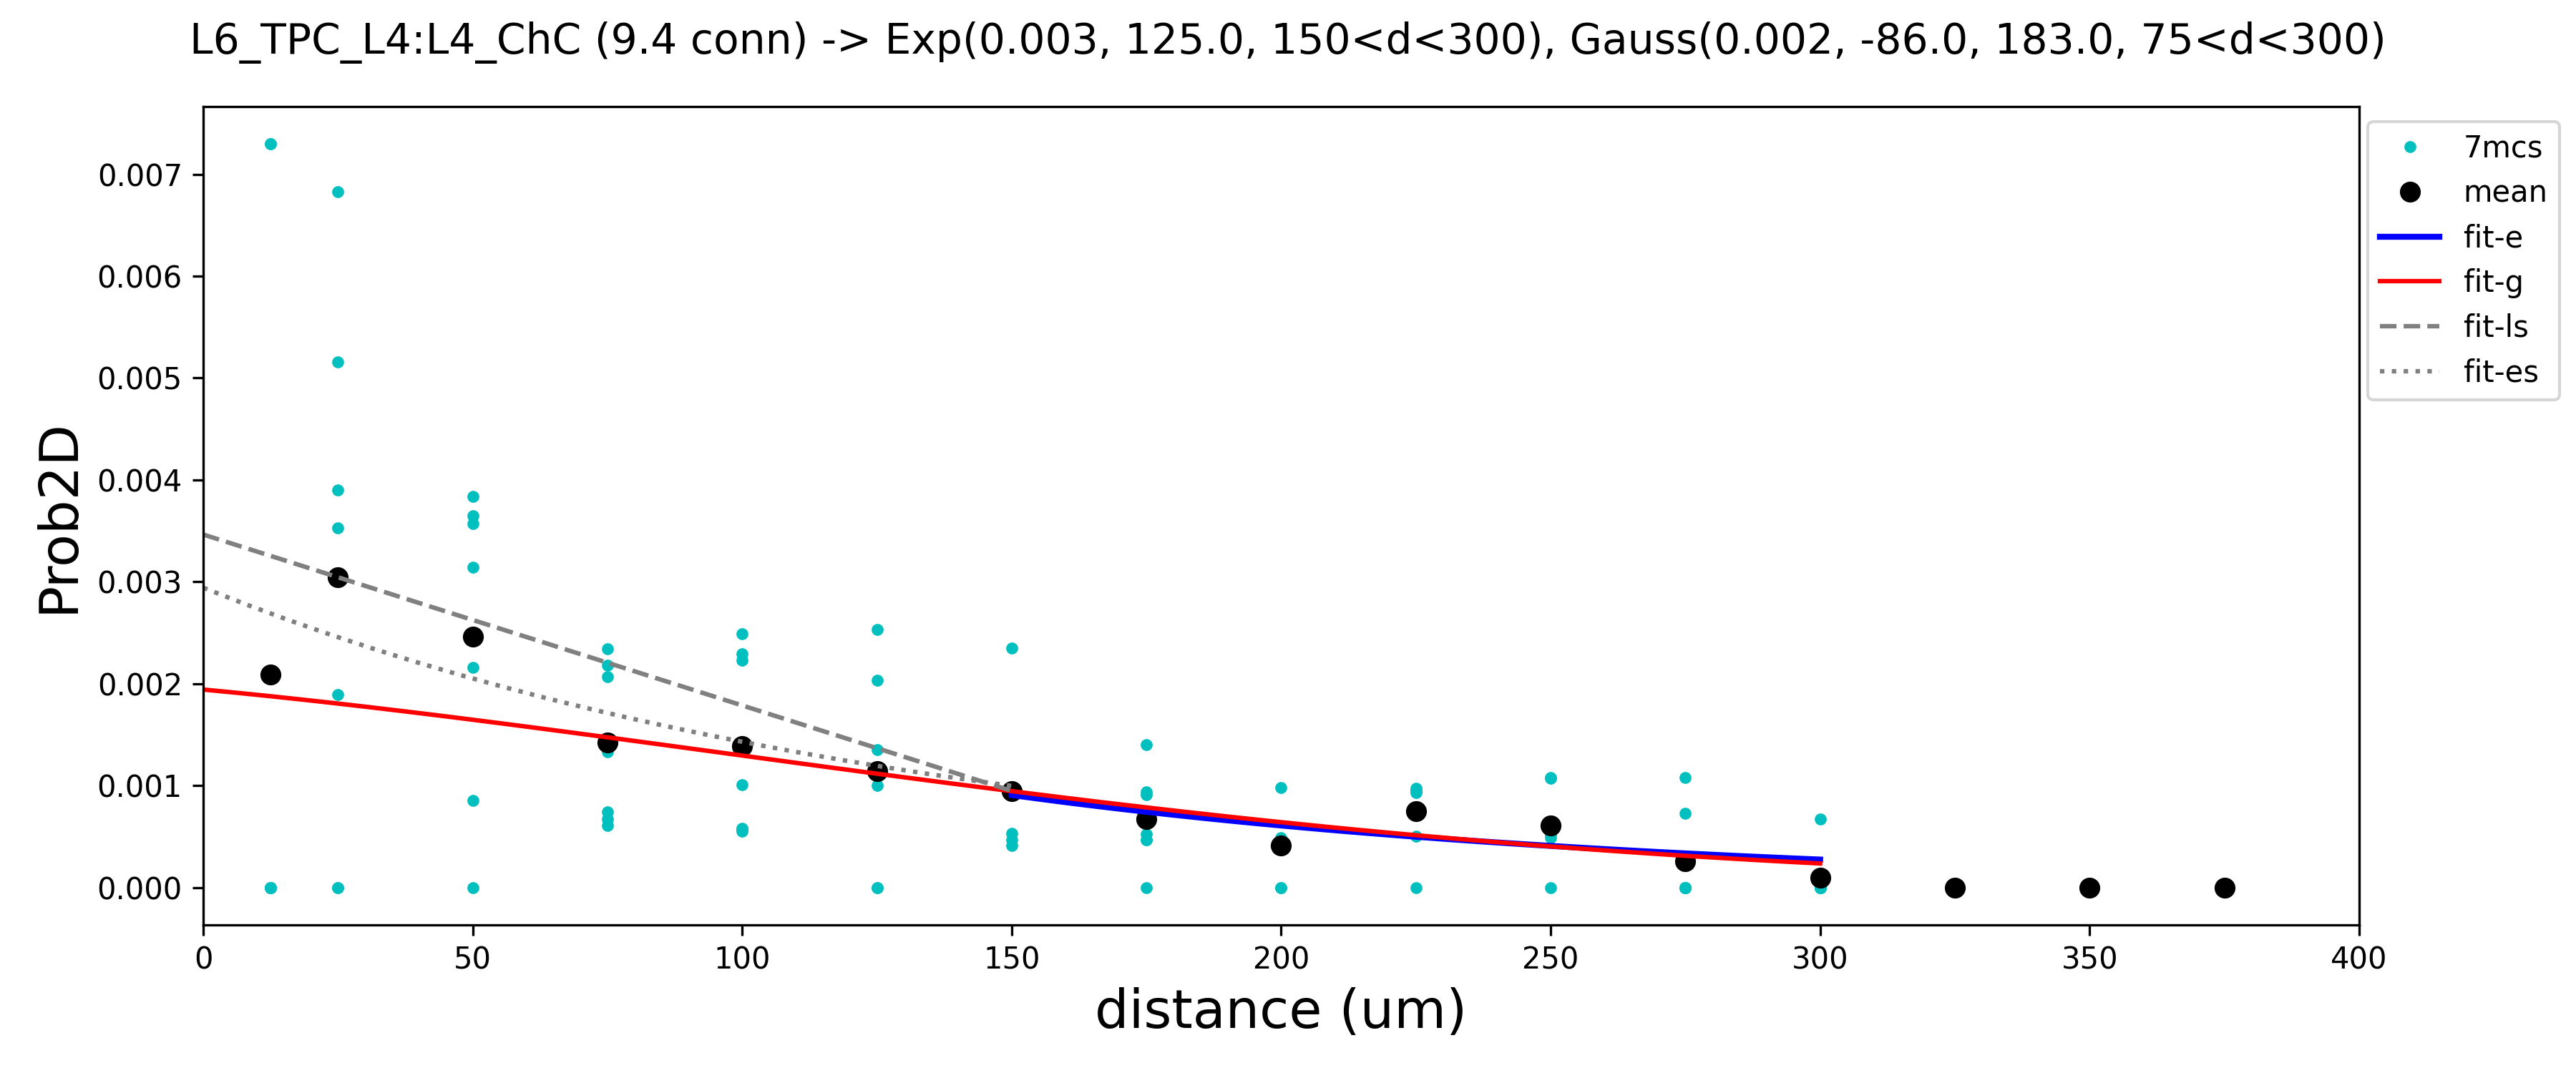 L6_TPC_L4:L4_ChC (9.4 conn) -> Exp(0.003, 125.0, 150<d<300), Gauss(0.002, -86.0, 183.0, 75<d<300)
7mcs
mean
fit-e
fit-g
fit-ls
fit-es
Prob2D
0.007
0.006
0.005
0.004
0.003
0.002
0.001
0.000
0 50 100 150 200 250 300 350 400
distance (um)